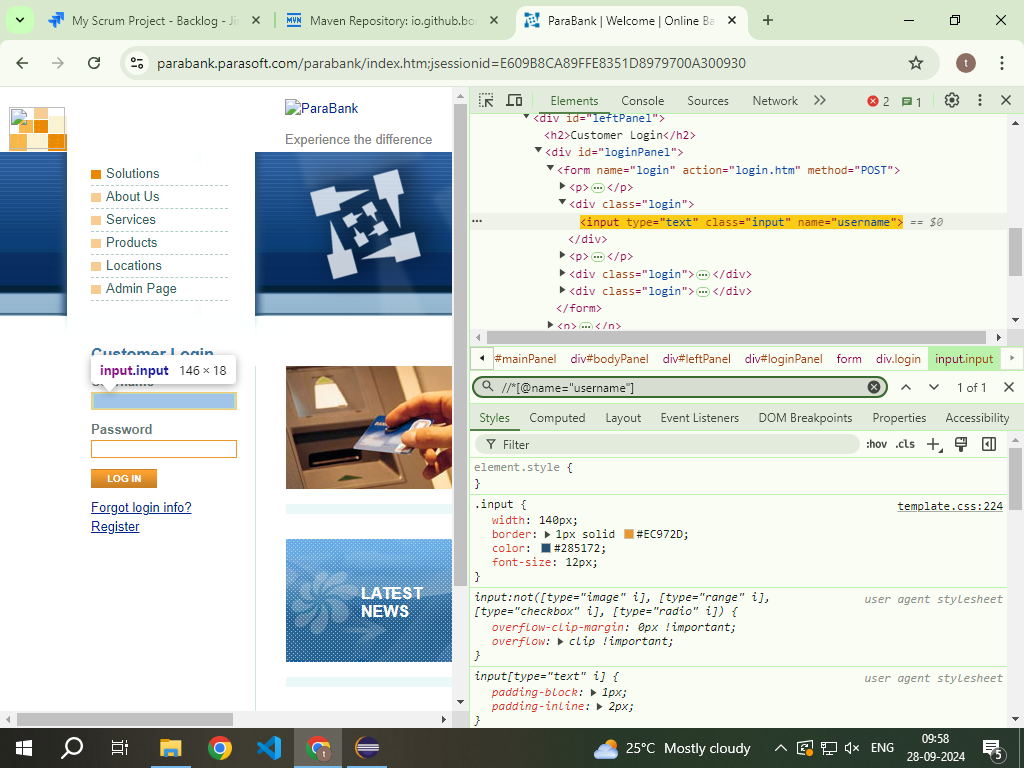 My Scrum Project - Backlog - Ji
MVN
Maven Repository: io.github.bo
ParaBank | Welcome | Online Ba
parabank.parasoft.com/parabank/index.htm;jsessionid=E609B8CA89FFE8351D8979700A300930
t
ParaBank
Experience the difference
Solutions
About Us
Services
Products
Locations
Admin Page
Customer Login
input.input 146 × 18
Username
Password
LOG IN
Forgot login info?
Register
LATEST
NEWS
Elements Console Sources Network 2 1
<div id="leftPanel">
<h2>Customer Login</h2>
<div id="loginPanel">
<form name="login" action="login.htm" method="POST">
<p>…</p>
<div class="login">
<input type="text" class="input" name="username"> == $0
</div>
<p>…</p>
<div class="login">…</div>
<div class="login">…</div>
</form>
<p>…</p>
#mainPanel div#bodyPanel div#leftPanel div#loginPanel form div.login input.input
//*[@name="username"] 1 of 1
Styles Computed Layout Event Listeners DOM Breakpoints Properties Accessibility
Filter :hov .cls
element.style {
}
.input { template.css:224
width: 140px;
border: 1px solid #EC972D;
color: #285172;
font-size: 12px;
}
input:not([type="image" i], [type="range" i], user agent stylesheet
[type="checkbox" i], [type="radio" i]) {
overflow-clip-margin: 0px !important;
overflow: clip !important;
}
input[type="text" i] { user agent stylesheet
padding-block: 1px;
padding-inline: 2px;
}
25°C Mostly cloudy ENG 09:58
28-09-2024
5